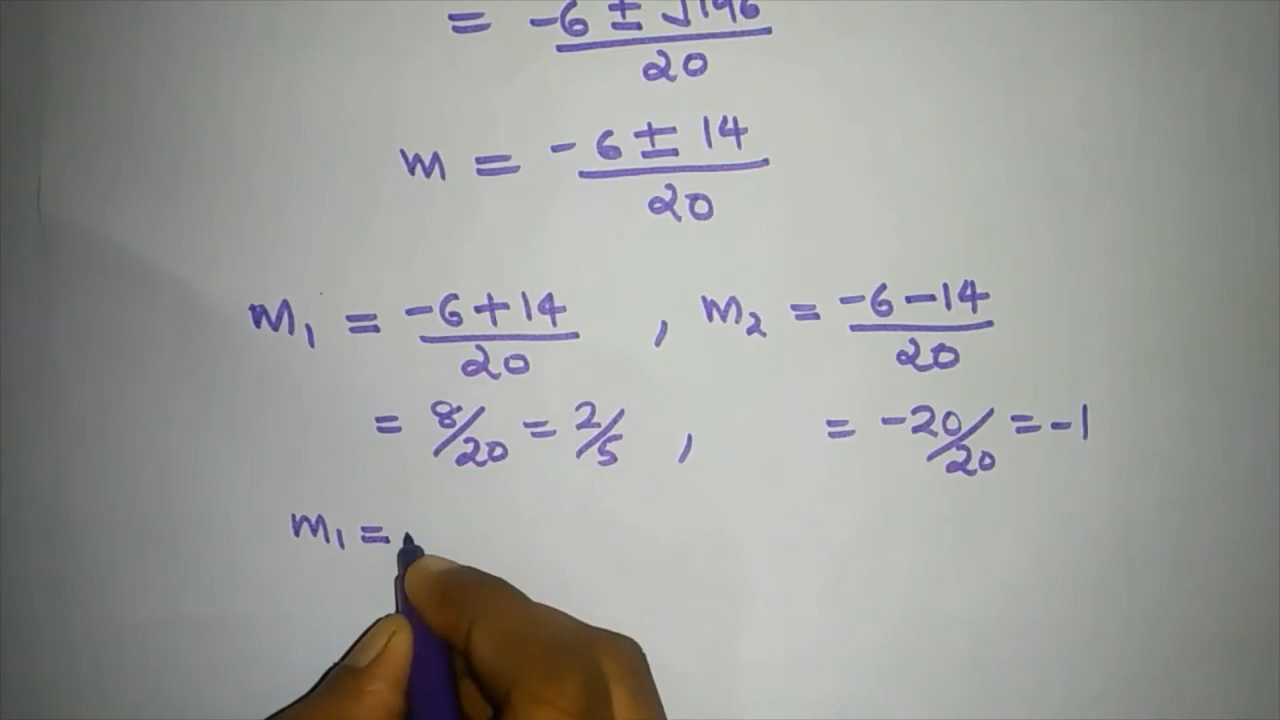 = -6 ± √196
20
m = -6 ± 14
20
m₁ = -6+14 , m₂ = -6-14
20 20
= 8/20 = 2/5 , = -20/20 = -1
m₁ =